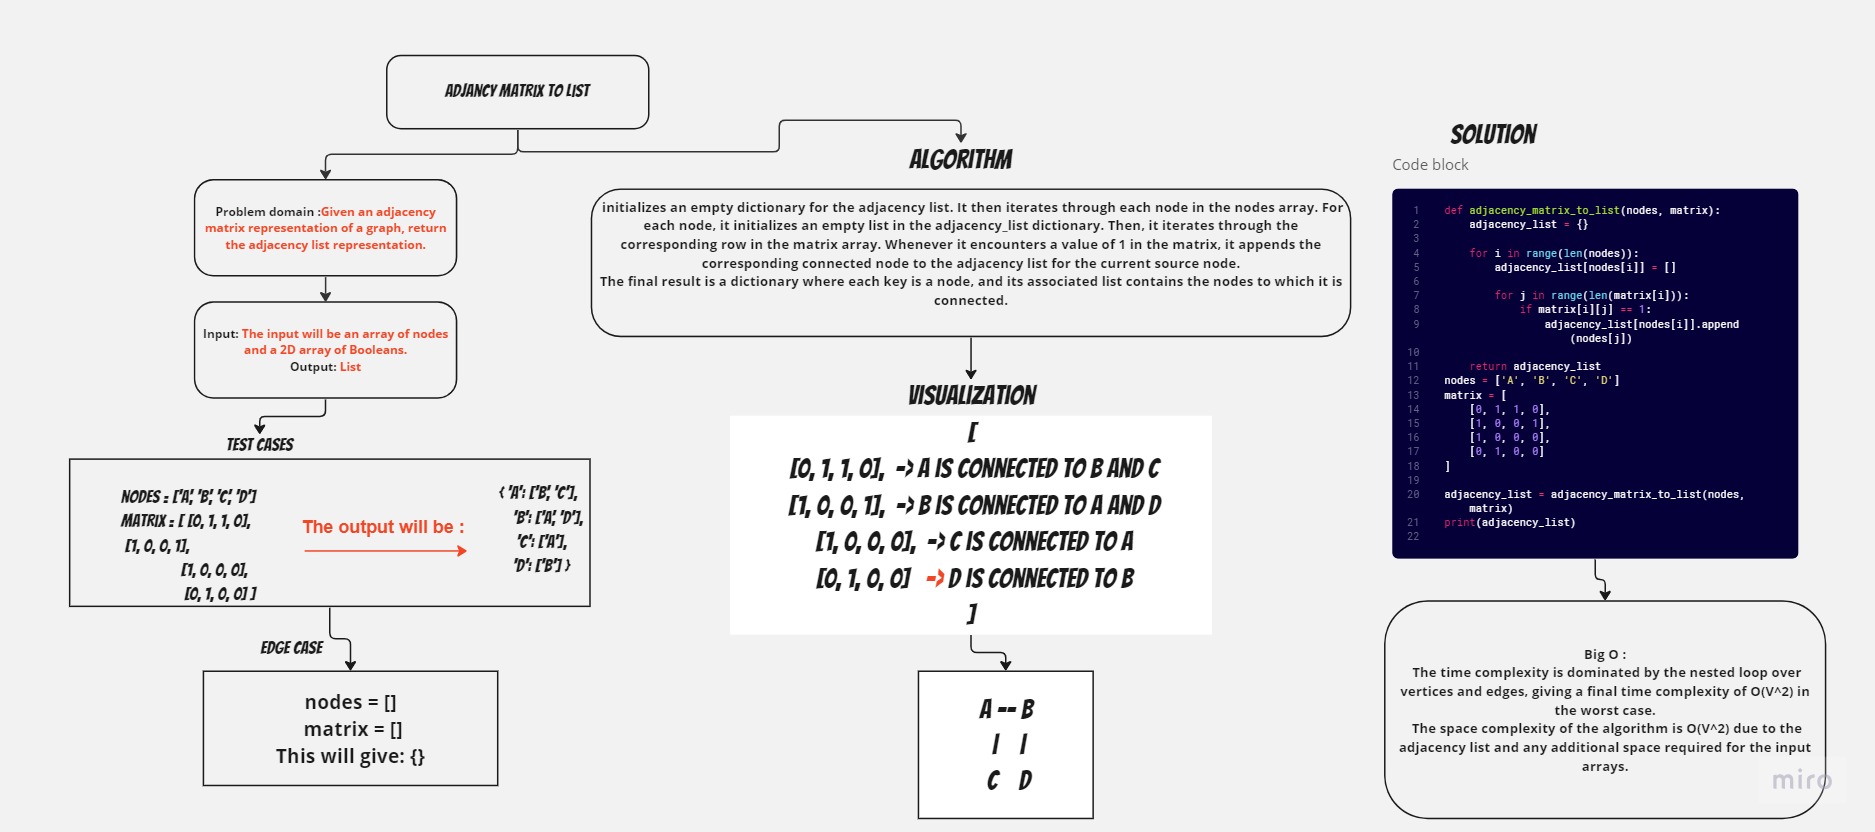 ADJANCY MATRIX TO LIST
Problem domain :Given an adjacency
matrix representation of a graph, return
the adjacency list representation.
Input: The input will be an array of nodes
and a 2D array of Booleans.
Output: List
TEST CASES
NODES = ['A', 'B', 'C', 'D']
MATRIX = [ [0, 1, 1, 0],
[1, 0, 0, 1],
[1, 0, 0, 0],
[0, 1, 0, 0] ]
The output will be :
{ 'A': ['B', 'C'],
'B': ['A', 'D'],
'C': ['A'],
'D': ['B'] }
EDGE CASE
nodes = []
matrix = []
This will give: {}
ALGORITHM
initializes an empty dictionary for the adjacency list. It then iterates through each node in the nodes array. For
each node, it initializes an empty list in the adjacency_list dictionary. Then, it iterates through the
corresponding row in the matrix array. Whenever it encounters a value of 1 in the matrix, it appends the
corresponding connected node to the adjacency list for the current source node.
The final result is a dictionary where each key is a node, and its associated list contains the nodes to which it is
connected.
VISUALIZATION
[
[0, 1, 1, 0], -> A IS CONNECTED TO B AND C
[1, 0, 0, 1], -> B IS CONNECTED TO A AND D
[1, 0, 0, 0], -> C IS CONNECTED TO A
[0, 1, 0, 0] -> D IS CONNECTED TO B
]
A -- B
| |
C D
SOLUTION
Code block
1 def adjacency_matrix_to_list(nodes, matrix):
2 adjacency_list = {}
3
4 for i in range(len(nodes)):
5 adjacency_list[nodes[i]] = []
6
7 for j in range(len(matrix[i])):
8 if matrix[i][j] == 1:
9 adjacency_list[nodes[i]].append
(nodes[j])
10
11 return adjacency_list
12 nodes = ['A', 'B', 'C', 'D']
13 matrix = [
14 [0, 1, 1, 0],
15 [1, 0, 0, 1],
16 [1, 0, 0, 0],
17 [0, 1, 0, 0]
18 ]
19
20 adjacency_list = adjacency_matrix_to_list(nodes,
matrix)
21 print(adjacency_list)
22
Big O :
The time complexity is dominated by the nested loop over
vertices and edges, giving a final time complexity of O(V^2) in
the worst case.
The space complexity of the algorithm is O(V^2) due to the
adjacency list and any additional space required for the input
arrays.
miro